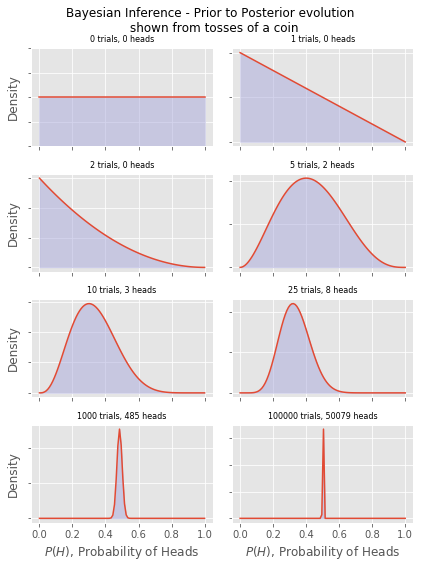 Bayesian Inference - Prior to Posterior evolution
shown from tosses of a coin
0 trials, 0 heads
1 trials, 0 heads
Density
2 trials, 0 heads
5 trials, 2 heads
Density
10 trials, 3 heads
25 trials, 8 heads
Density
1000 trials, 485 heads
100000 trials, 50079 heads
Density
0.0 0.2 0.4 0.6 0.8 1.0
0.0 0.2 0.4 0.6 0.8 1.0
P(H), Probability of Heads
P(H), Probability of Heads